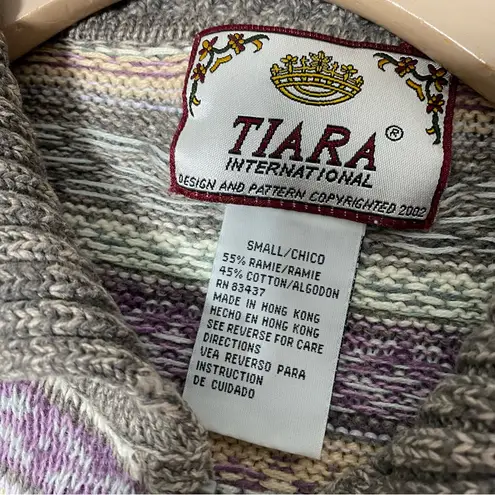 TIARA ®
INTERNATIONAL
DESIGN AND PATTERN COPYRIGHTED 2002
SMALL/CHICO
55% RAMIE/RAMIE
45% COTTON/ALGODON
RN 83437
MADE IN HONG KONG
HECHO EN HONG KONG
SEE REVERSE FOR CARE
DIRECTIONS
VEA REVERSO PARA
INSTRUCTION
DE CUIDADO